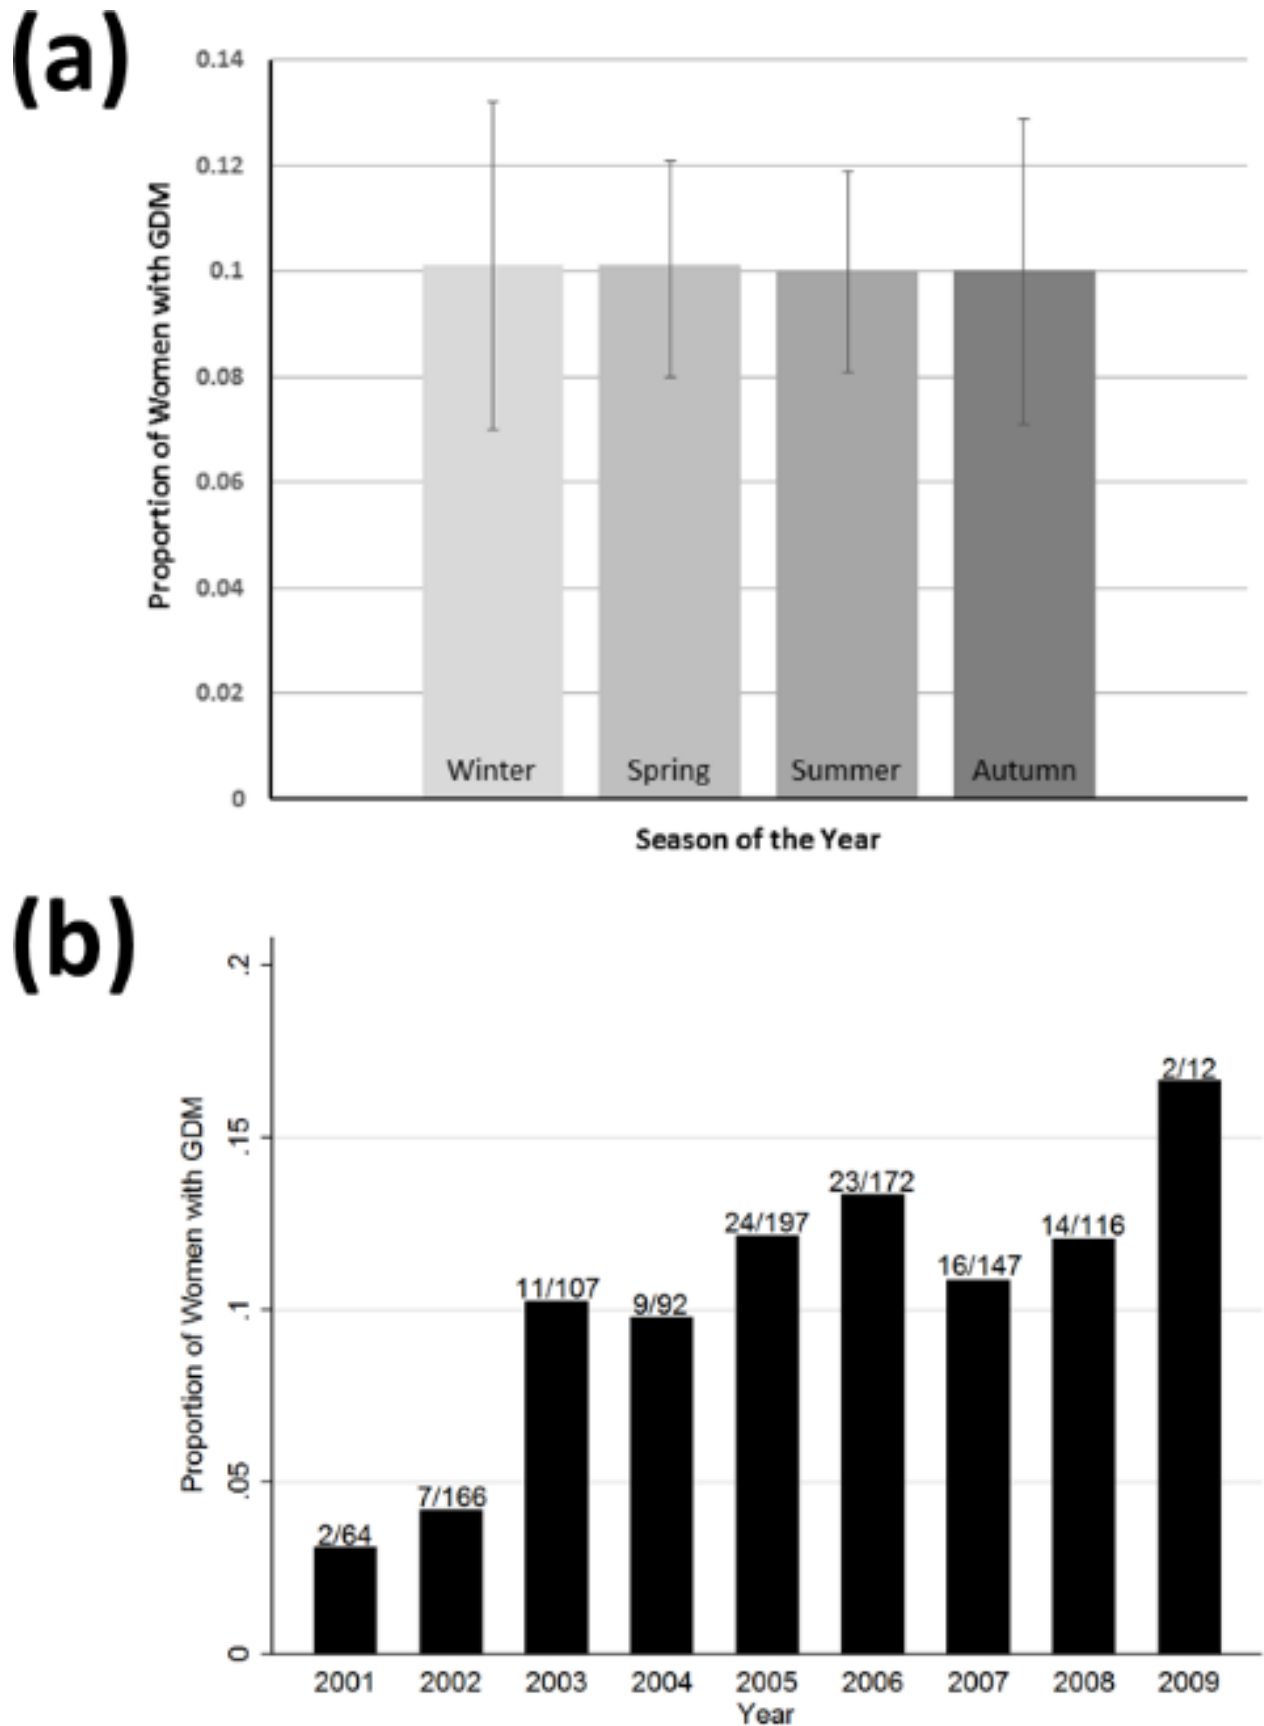 (a)
0.14
0.12
0.1
0.08
0.06
0.04
0.02
0
Proportion of Women with GDM
Winter Spring Summer Autumn
Season of the Year
(b)
.2
.15
.1
.05
0
Proportion of Women with GDM
2/64 7/166 11/107 9/92 24/197 23/172 16/147 14/116 2/12
2001 2002 2003 2004 2005 2006 2007 2008 2009
Year